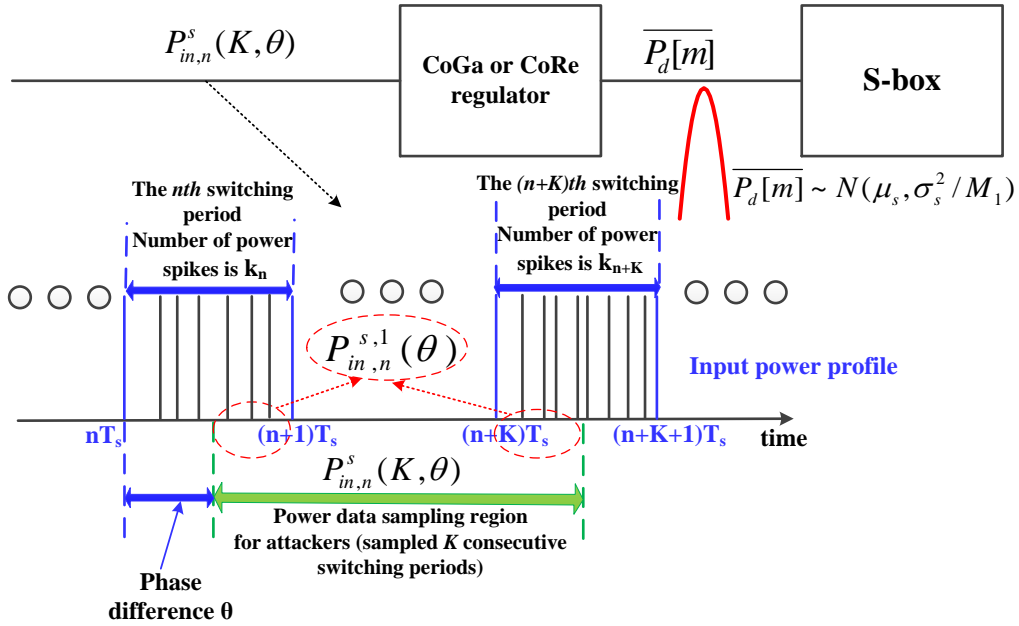 P^s_{in,n}(K,θ)
CoGa or CoRe
regulator
\overline{P_d[m]}
S-box
\overline{P_d[m]} ~ N(μ_s,σ_s^2/M_1)
The nth switching
period
Number of power
spikes is k_n
The (n+K)th switching
period
Number of power
spikes is k_{n+K}
P^{s,1}_{in,n}(θ)
Input power profile
nT_s
(n+1)T_s
(n+K)T_s
(n+K+1)T_s
time
P^s_{in,n}(K,θ)
Power data sampling region
for attackers (sampled K consecutive
switching periods)
Phase
difference θ